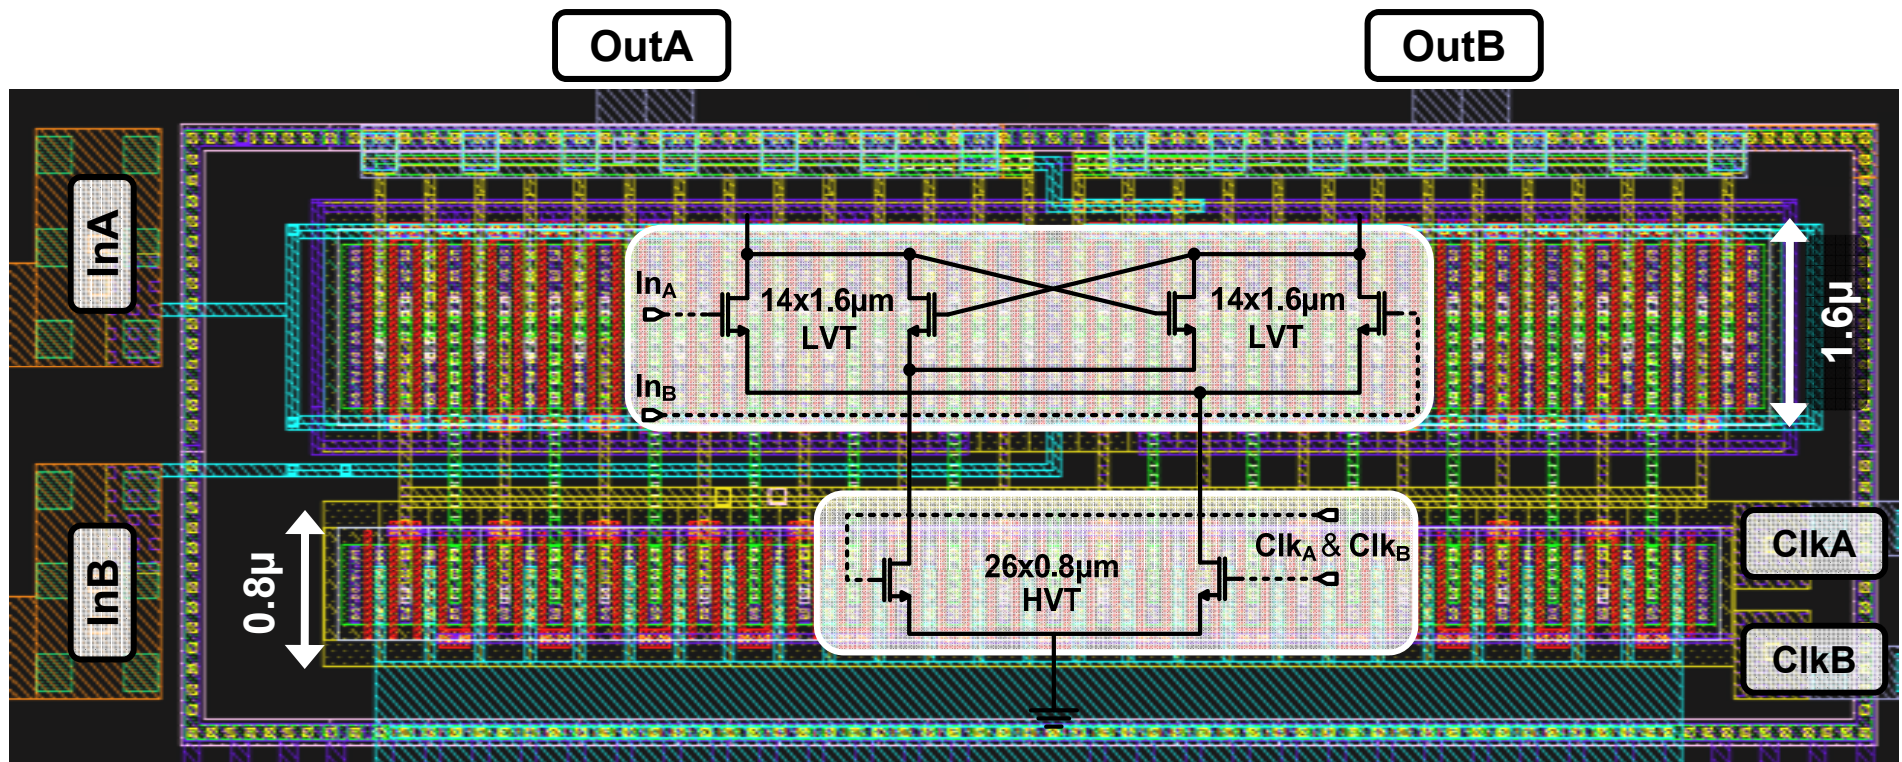 OutA
OutB
InA
InB
InA
14x1.6μm
LVT
14x1.6μm
LVT
InB
1.6μ
0.8μ
26x0.8μm
HVT
ClkA & ClkB
ClkA
ClkB